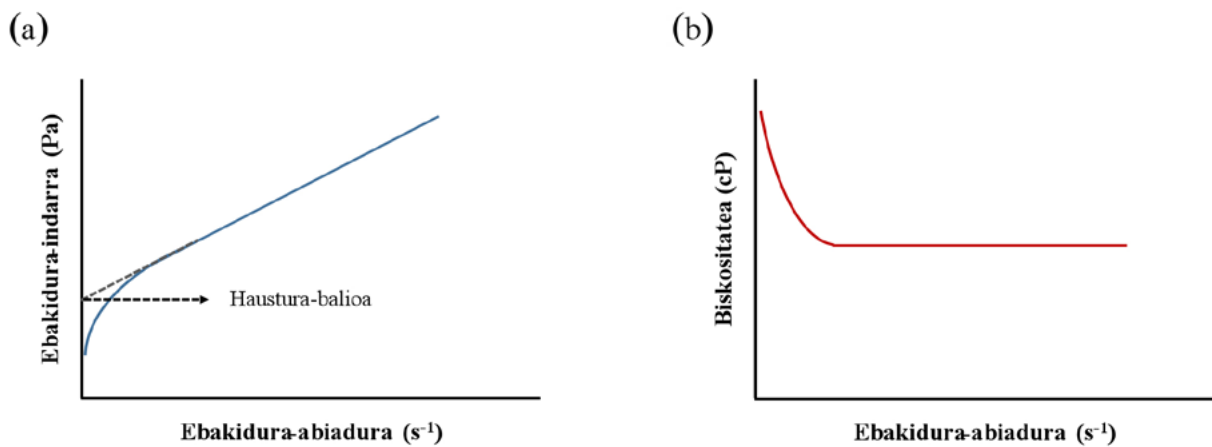 (a)
Ebakidura-indarra (Pa)
Haustura-balioa
Ebakidura-abiadura (s⁻¹)
(b)
Biskositatea (cP)
Ebakidura-abiadura (s⁻¹)